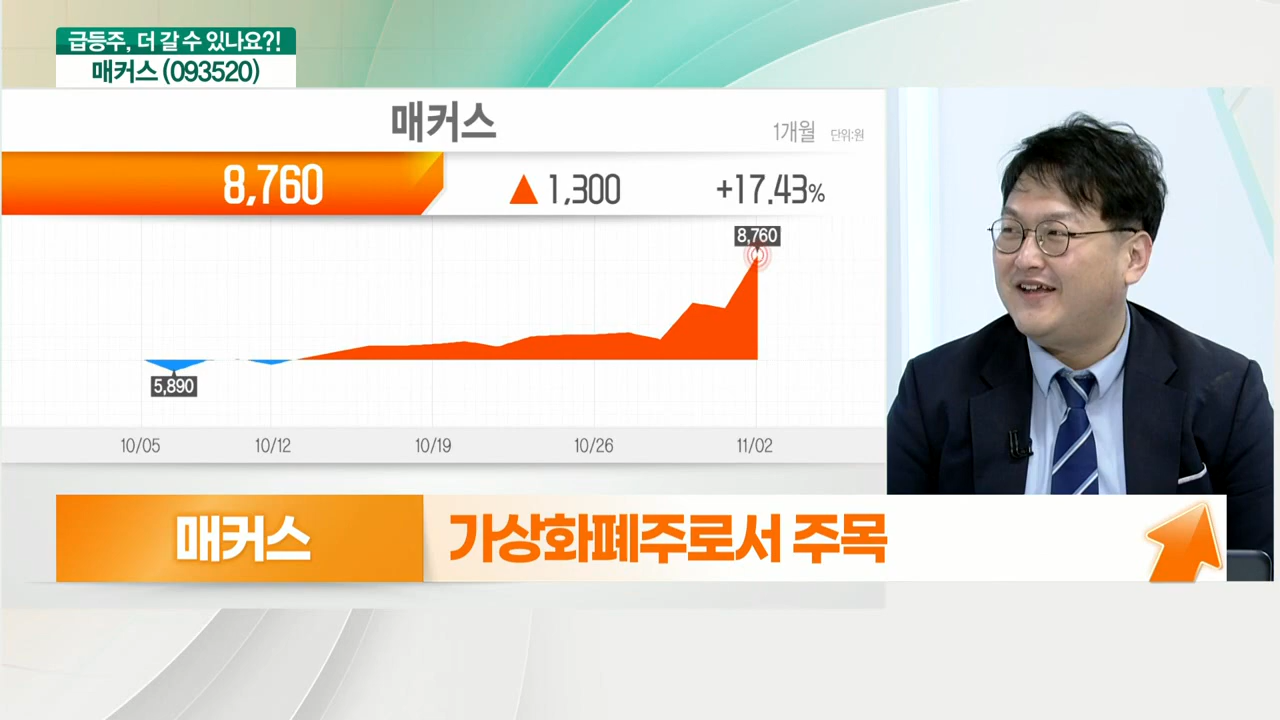 급등주, 더 갈 수 있나요?!
매커스 (093520)
매커스
1개월 단위:원
8,760 ▲ 1,300 +17.43%
8,760
5,890
10/05 10/12 10/19 10/26 11/02
매커스 가상화폐주로서 주목